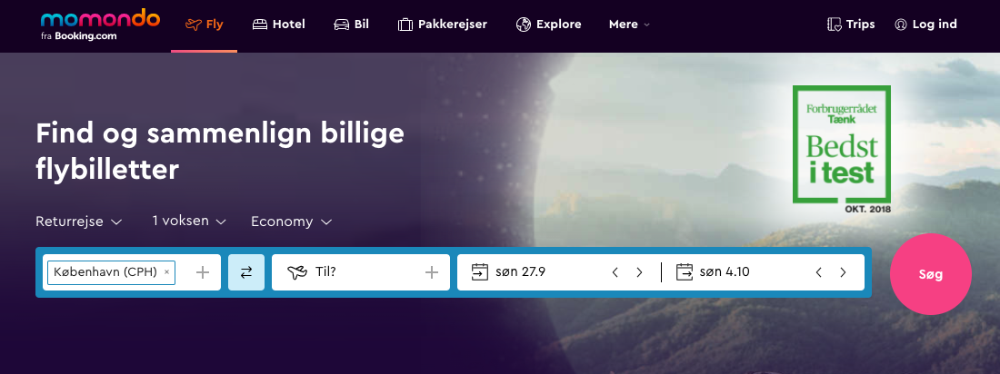 momondo
fra Booking.com
Fly
Hotel
Bil
Pakkerejser
Explore
Mere
Trips
Log ind
Find og sammenlign billige
flybilletter
Forbrugerrådet
Tænk
Bedst
i test
OKT. 2018
Returrejse
1 voksen
Economy
København (CPH) ×
Til?
søn 27.9
søn 4.10
Søg